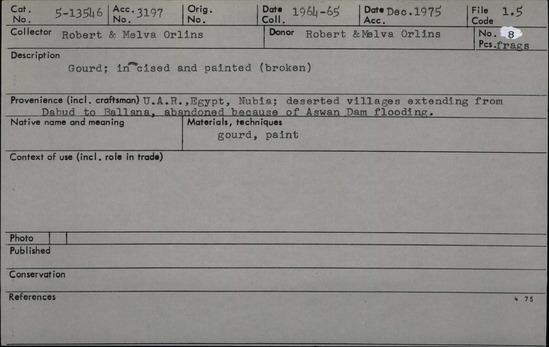 Cat. No. 5-13546 Acc. No. 3197 Orig. No. Date Coll. 1964-65 Date Acc. Dec. 1975 File Code 1.5
Collector Robert & Melva Orlins Donor Robert & Melva Orlins No. Pcs. 8 frags
Description
Gourd; incised and painted (broken)
Provenience (incl. craftsman) U.A.R., Egypt, Nubia; deserted villages extending from
Dabud to Ballana, abandoned because of Aswan Dam flooding.
Native name and meaning Materials, techniques
gourd, paint
Context of use (incl. role in trade)
Photo
Published
Conservation
References 4 75